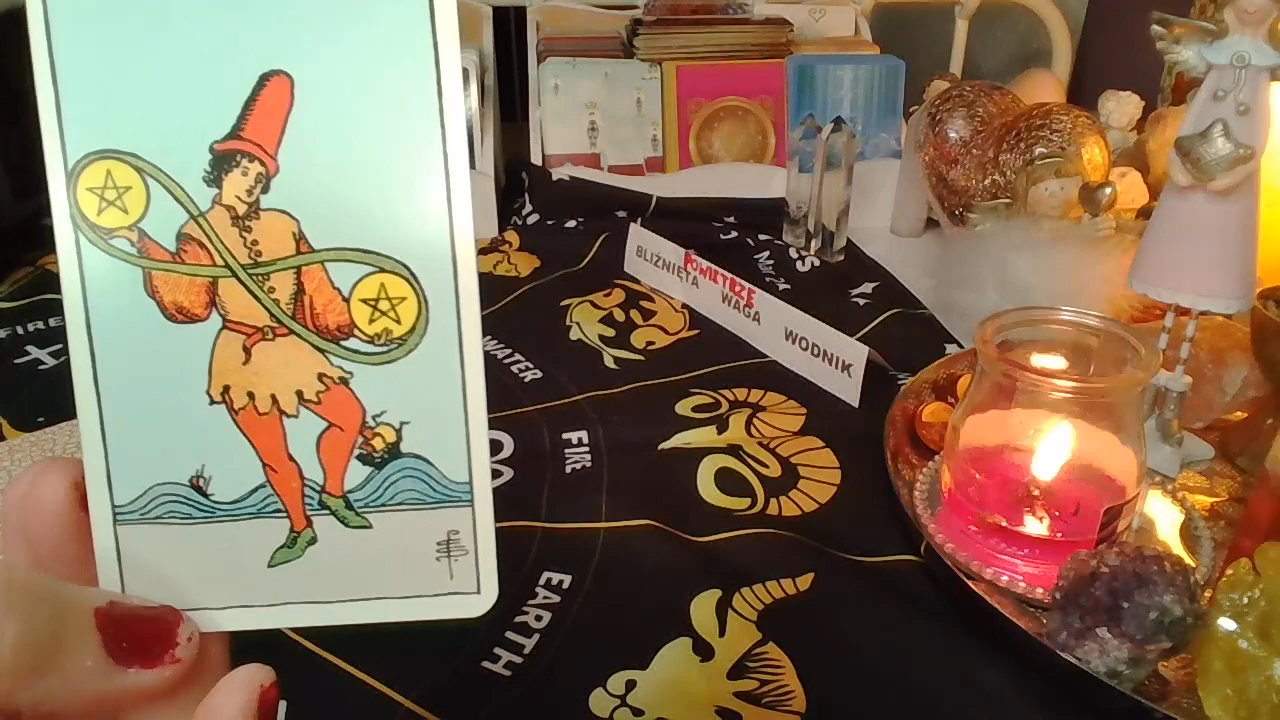 POWIETRZE
BLIŹNIĘTA WAGA WODNIK
FIRE
WATER
FIRE
EARTH